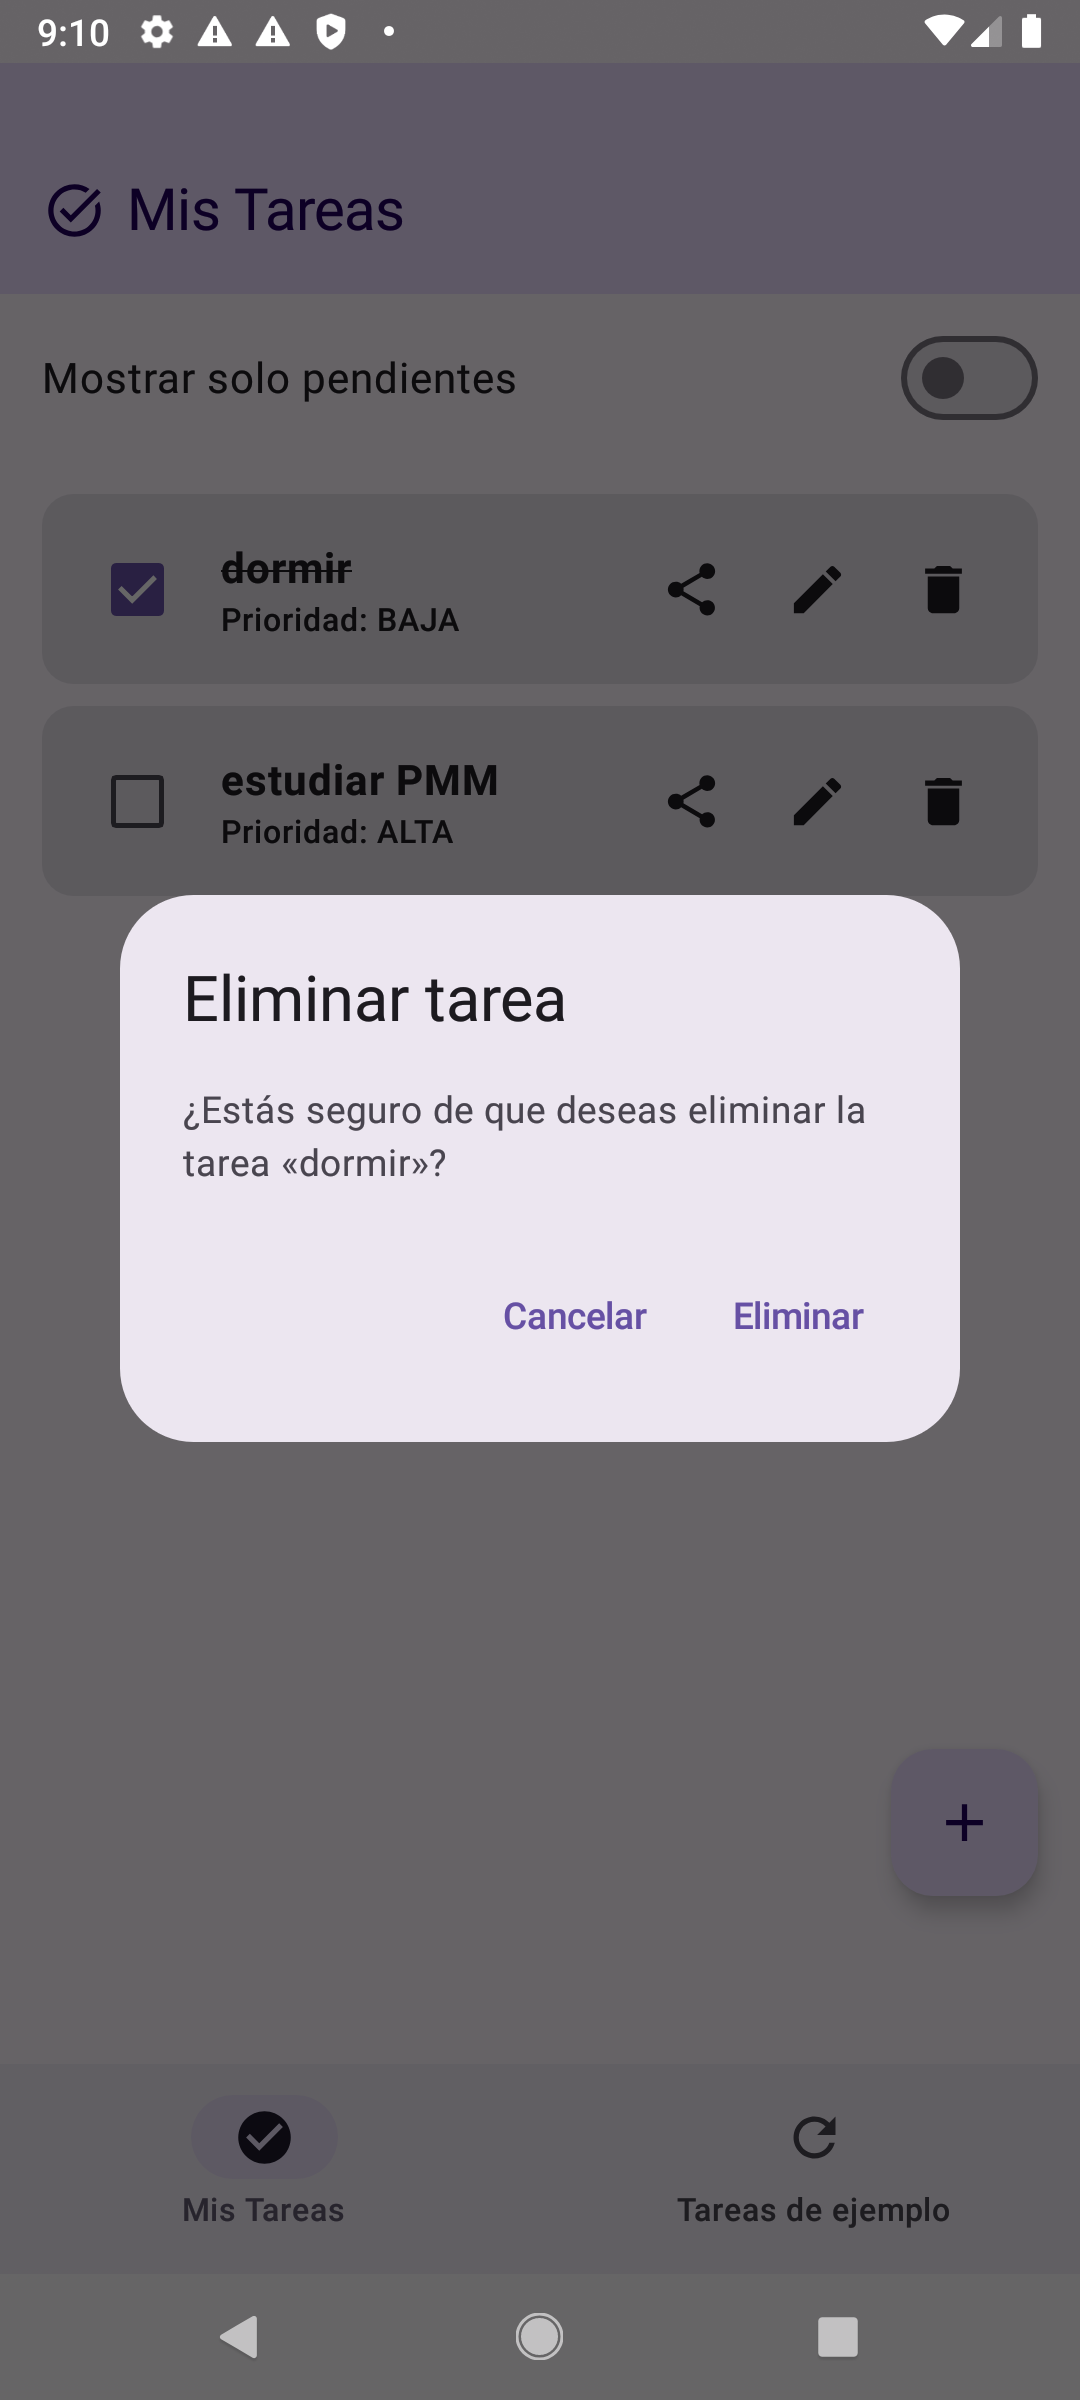 9:10
Mis Tareas
Mostrar solo pendientes
dormir
Prioridad: BAJA
estudiar PMM
Prioridad: ALTA
Eliminar tarea
¿Estás seguro de que deseas eliminar la
tarea «dormir»?
Cancelar Eliminar
Mis Tareas Tareas de ejemplo